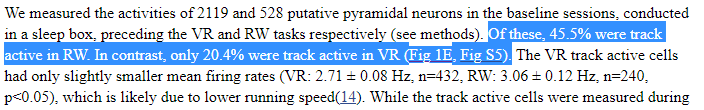 We measured the activities of 2119 and 528 putative pyramidal neurons in the baseline sessions, conducted
in a sleep box, preceding the VR and RW tasks respectively (see methods). Of these, 45.5% were track
active in RW. In contrast, only 20.4% were track active in VR (Fig 1E, Fig S5). The VR track active cells
had only slightly smaller mean firing rates (VR: 2.71 ± 0.08 Hz, n=432, RW: 3.06 ± 0.12 Hz, n=240,
p<0.05), which is likely due to lower running speed(14). While the track active cells were measured during